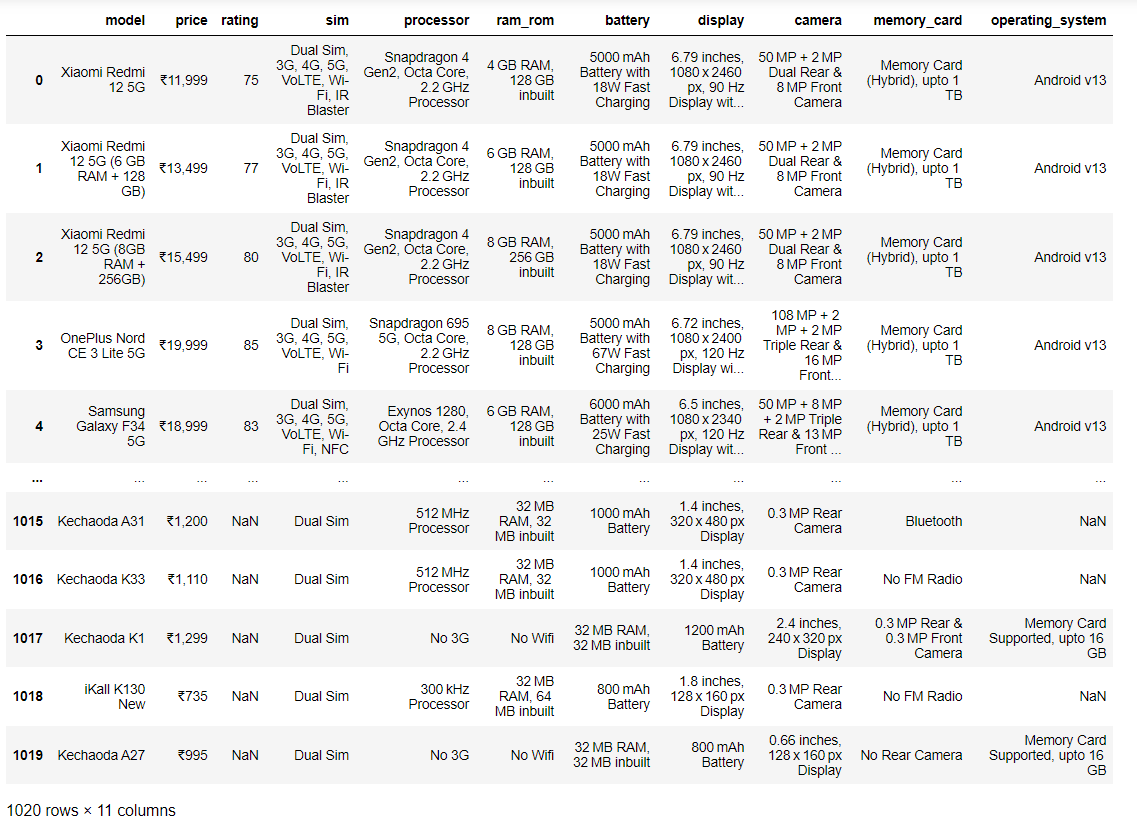 model price rating sim processor ram_rom battery display camera memory_card operating_system
0 Xiaomi Redmi 12 5G ₹11,999 75 Dual Sim, 3G, 4G, 5G, VoLTE, Wi-Fi, IR Blaster Snapdragon 4 Gen2, Octa Core, 2.2 GHz Processor 4 GB RAM, 128 GB inbuilt 5000 mAh Battery with 18W Fast Charging 6.79 inches, 1080 x 2460 px, 90 Hz Display wit... 50 MP + 2 MP Dual Rear & 8 MP Front Camera Memory Card (Hybrid), upto 1 TB Android v13
1 Xiaomi Redmi 12 5G (6 GB RAM + 128 GB) ₹13,499 77 Dual Sim, 3G, 4G, 5G, VoLTE, Wi-Fi, IR Blaster Snapdragon 4 Gen2, Octa Core, 2.2 GHz Processor 6 GB RAM, 128 GB inbuilt 5000 mAh Battery with 18W Fast Charging 6.79 inches, 1080 x 2460 px, 90 Hz Display wit... 50 MP + 2 MP Dual Rear & 8 MP Front Camera Memory Card (Hybrid), upto 1 TB Android v13
2 Xiaomi Redmi 12 5G (8GB RAM + 256GB) ₹15,499 80 Dual Sim, 3G, 4G, 5G, VoLTE, Wi-Fi, IR Blaster Snapdragon 4 Gen2, Octa Core, 2.2 GHz Processor 8 GB RAM, 256 GB inbuilt 5000 mAh Battery with 18W Fast Charging 6.79 inches, 1080 x 2460 px, 90 Hz Display wit... 50 MP + 2 MP Dual Rear & 8 MP Front Camera Memory Card (Hybrid), upto 1 TB Android v13
3 OnePlus Nord CE 3 Lite 5G ₹19,999 85 Dual Sim, 3G, 4G, 5G, VoLTE, Wi-Fi Snapdragon 695 5G, Octa Core, 2.2 GHz Processor 8 GB RAM, 128 GB inbuilt 5000 mAh Battery with 67W Fast Charging 6.72 inches, 1080 x 2400 px, 120 Hz Display wi... 108 MP + 2 MP + 2 MP Triple Rear & 16 MP Front... Memory Card (Hybrid), upto 1 TB Android v13
4 Samsung Galaxy F34 5G ₹18,999 83 Dual Sim, 3G, 4G, 5G, VoLTE, Wi-Fi, NFC Exynos 1280, Octa Core, 2.4 GHz Processor 6 GB RAM, 128 GB inbuilt 6000 mAh Battery with 25W Fast Charging 6.5 inches, 1080 x 2340 px, 120 Hz Display wit... 50 MP + 8 MP + 2 MP Triple Rear & 13 MP Front ... Memory Card (Hybrid), upto 1 TB Android v13
... ... ... ... ... ... ... ... ... ... ... ...
1015 Kechaoda A31 ₹1,200 NaN Dual Sim 512 MHz Processor 32 MB RAM, 32 MB inbuilt 1000 mAh Battery 1.4 inches, 320 x 480 px Display 0.3 MP Rear Camera Bluetooth NaN
1016 Kechaoda K33 ₹1,110 NaN Dual Sim 512 MHz Processor 32 MB RAM, 32 MB inbuilt 1000 mAh Battery 1.4 inches, 320 x 480 px Display 0.3 MP Rear Camera No FM Radio NaN
1017 Kechaoda K1 ₹1,299 NaN Dual Sim No 3G No Wifi 32 MB RAM, 32 MB inbuilt 1200 mAh Battery 2.4 inches, 240 x 320 px Display 0.3 MP Rear & 0.3 MP Front Camera Memory Card Supported, upto 16 GB
1018 iKall K130 New ₹735 NaN Dual Sim 300 kHz Processor 32 MB RAM, 64 MB inbuilt 800 mAh Battery 1.8 inches, 128 x 160 px Display 0.3 MP Rear Camera No FM Radio NaN
1019 Kechaoda A27 ₹995 NaN Dual Sim No 3G No Wifi 32 MB RAM, 32 MB inbuilt 800 mAh Battery 0.66 inches, 128 x 160 px Display No Rear Camera Memory Card Supported, upto 16 GB
1020 rows × 11 columns